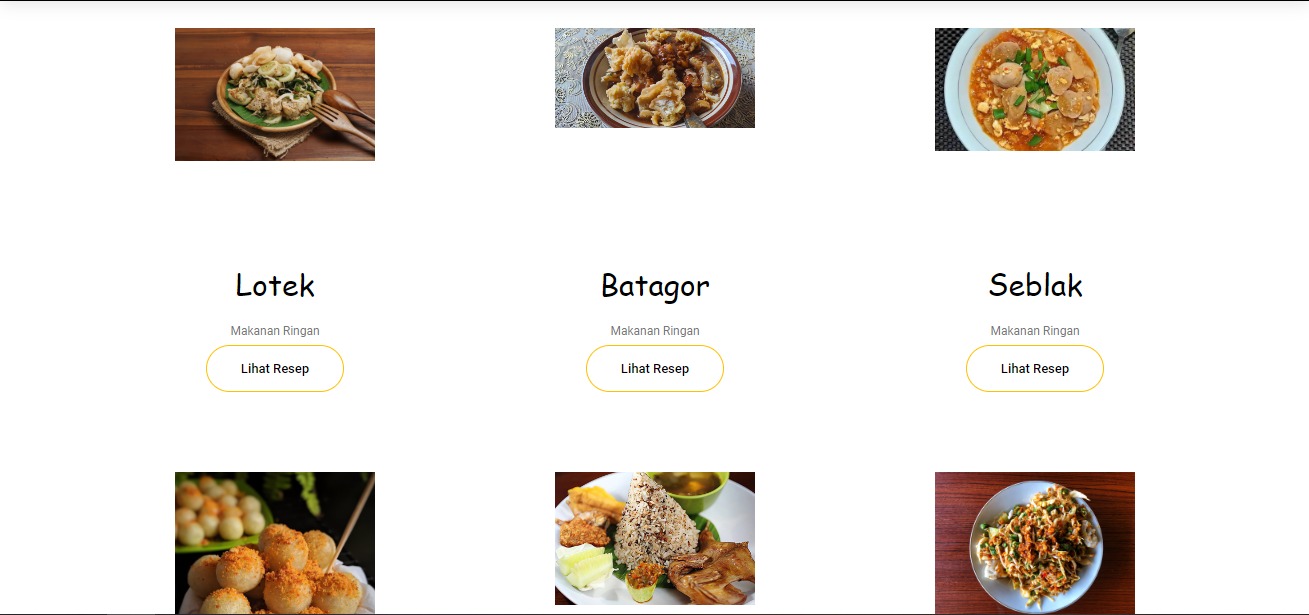 Lotek
Batagor
Seblak
Makanan Ringan
Makanan Ringan
Makanan Ringan
Lihat Resep
Lihat Resep
Lihat Resep